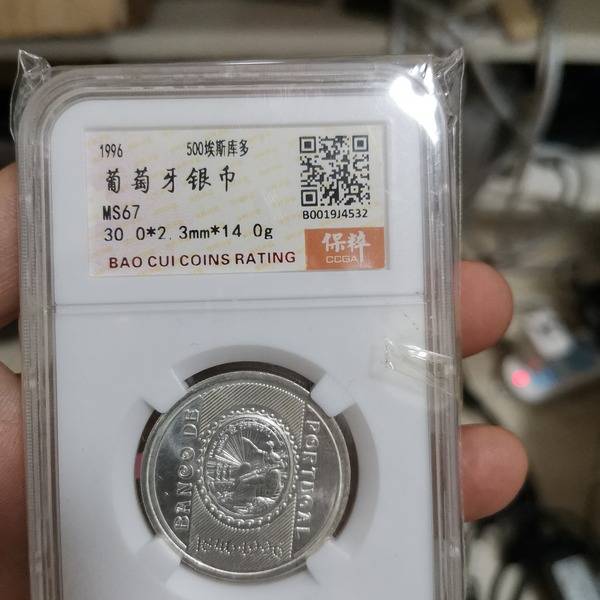 1996 500埃斯库多
葡萄牙银币
MS67
30.0*2.3mm*14.0g
B0019J4532
保粹
CCGA
BAO CUI COINS RATING
BANCO DE
PORTUGAL